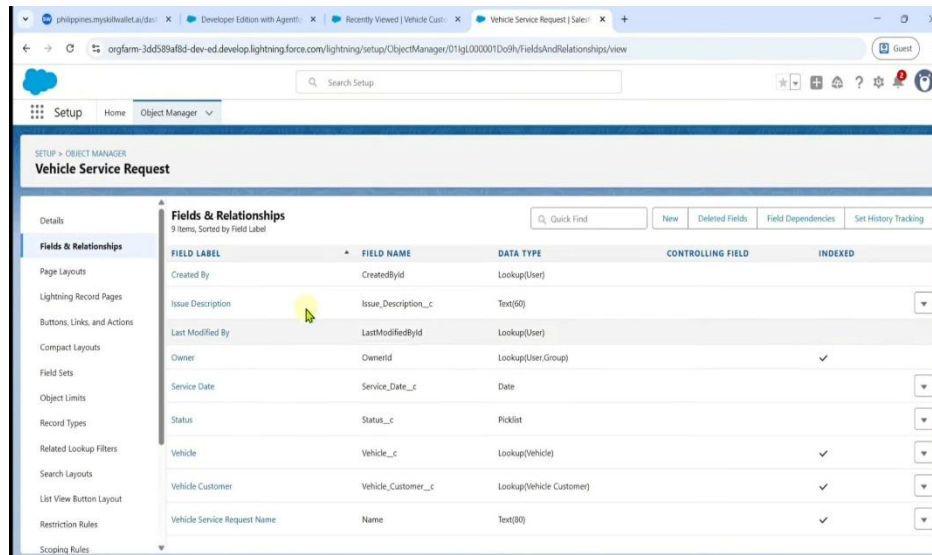 philippines.myskillwallet.ai/das
Developer Edition with Agentfo
Recently Viewed | Vehicle Custo
Vehicle Service Request | Salesf
orgfarm-3dd589af8d-dev-ed.develop.lightning.force.com/lightning/setup/ObjectManager/01IgL000001Do9h/FieldsAndRelationships/view
Guest
Search Setup
2
Setup
Home
Object Manager
SETUP > OBJECT MANAGER
Vehicle Service Request
Details
Fields & Relationships
Page Layouts
Lightning Record Pages
Buttons, Links, and Actions
Compact Layouts
Field Sets
Object Limits
Record Types
Related Lookup Filters
Search Layouts
List View Button Layout
Restriction Rules
Scoping Rules
Fields & Relationships
9 Items, Sorted by Field Label
Quick Find
New
Deleted Fields
Field Dependencies
Set History Tracking
FIELD LABEL FIELD NAME DATA TYPE CONTROLLING FIELD INDEXED
Created By CreatedById Lookup(User)
Issue Description Issue_Description__c Text(60)
Last Modified By LastModifiedById Lookup(User)
Owner OwnerId Lookup(User,Group)
Service Date Service_Date__c Date
Status Status__c Picklist
Vehicle Vehicle__c Lookup(Vehicle)
Vehicle Customer Vehicle_Customer__c Lookup(Vehicle Customer)
Vehicle Service Request Name Name Text(80)